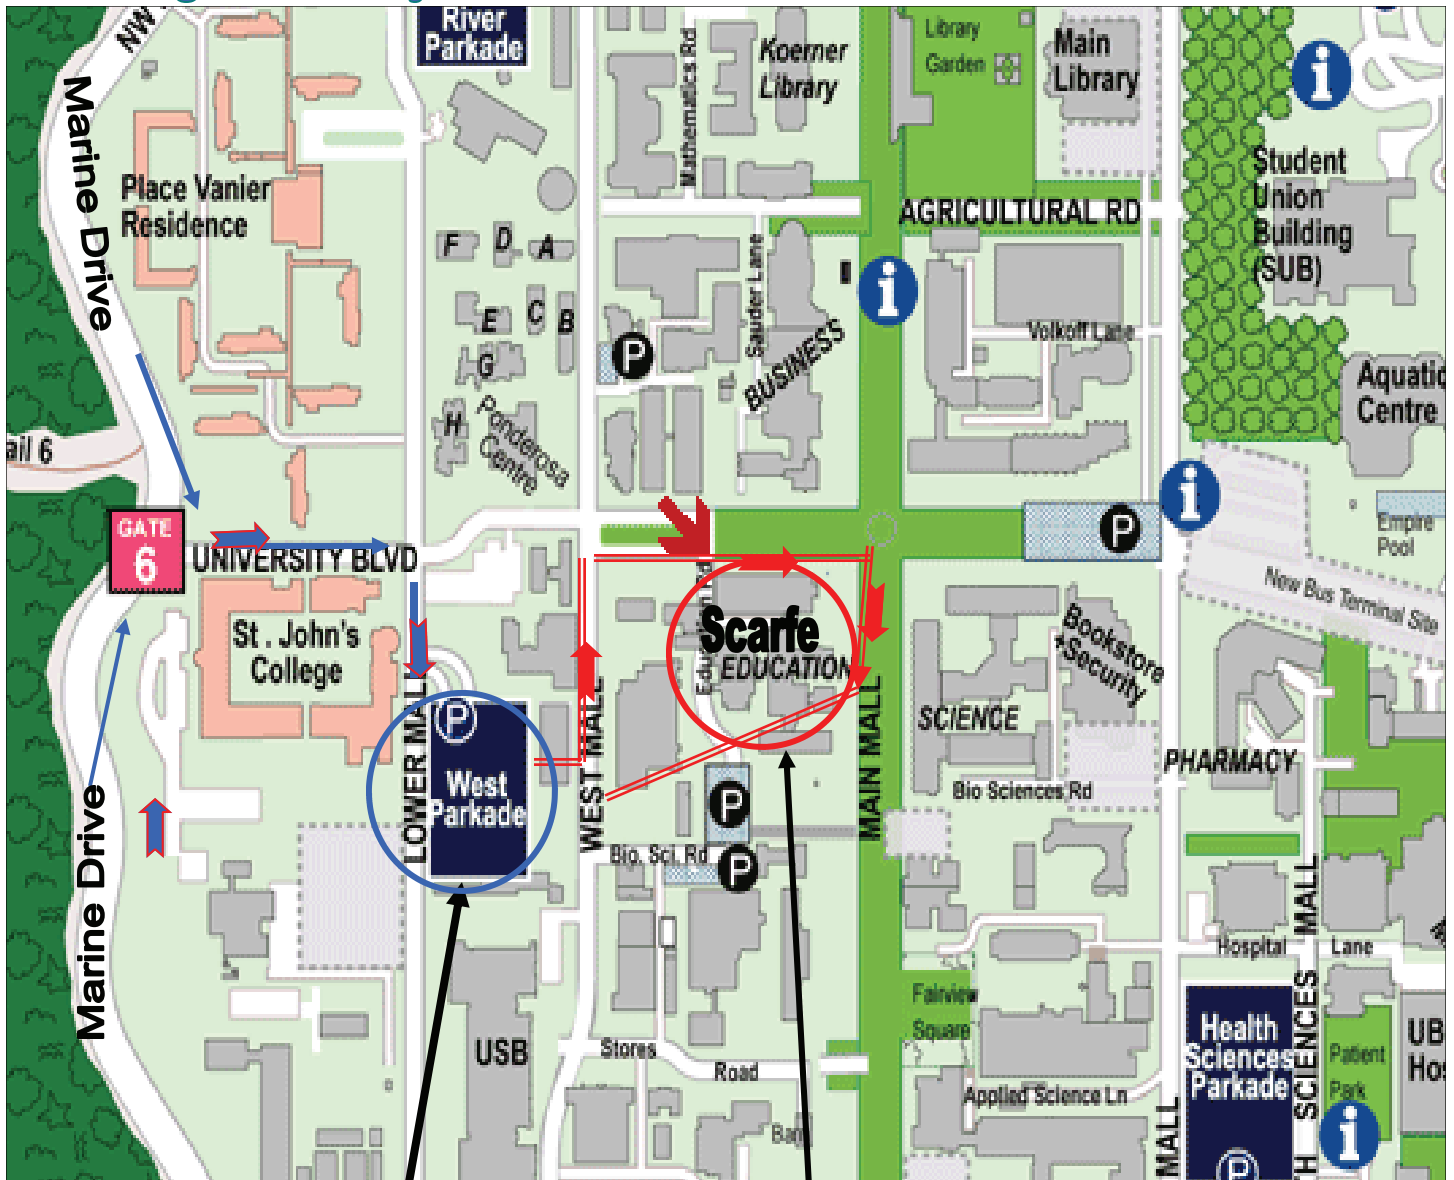 NW
River
Parkade
Mathematics Rd
Koerner
Library
Library
Garden
Main
Library
Marine Drive
Place Vanier
Residence
AGRICULTURAL RD
Student
Union
Building
(SUB)
F
D
A
E
C
B
G
H
Ponderosa
Centre
P
Sauder Lane
BUSINESS
i
i
Volkoff Lane
Aquatic
Centre
ail 6
GATE
6
UNIVERSITY BLVD
P
i
Empire
Pool
New Bus Terminal Site
St. John's
College
Scarfe
EDUCATION
Bookstore
+Security
SCIENCE
PHARMACY
LOWER MALL
P
West
Parkade
WEST MALL
MAIN MALL
P
Bio Sciences Rd
Bio. Sci. Rd
P
Marine Drive
Hospital Lane
SCIENCES MALL
Fairview
Square
USB
Stores
Road
Applied Science Ln
MALL
Health
Sciences
Parkade
P
Patient
Park
i
UB
Hos
TH